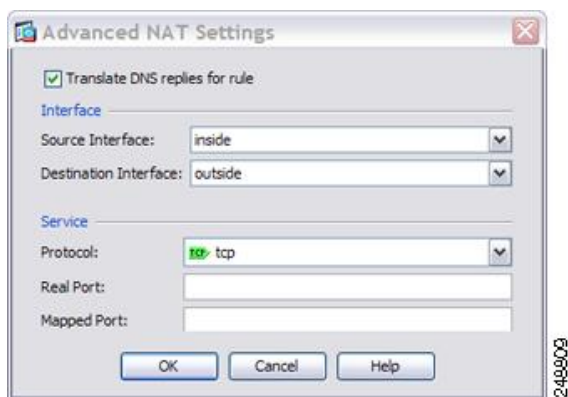 Advanced NAT Settings
Translate DNS replies for rule
Interface
Source Interface: inside
Destination Interface: outside
Service
Protocol: TCP tcp
Real Port:
Mapped Port:
OK Cancel Help
248809